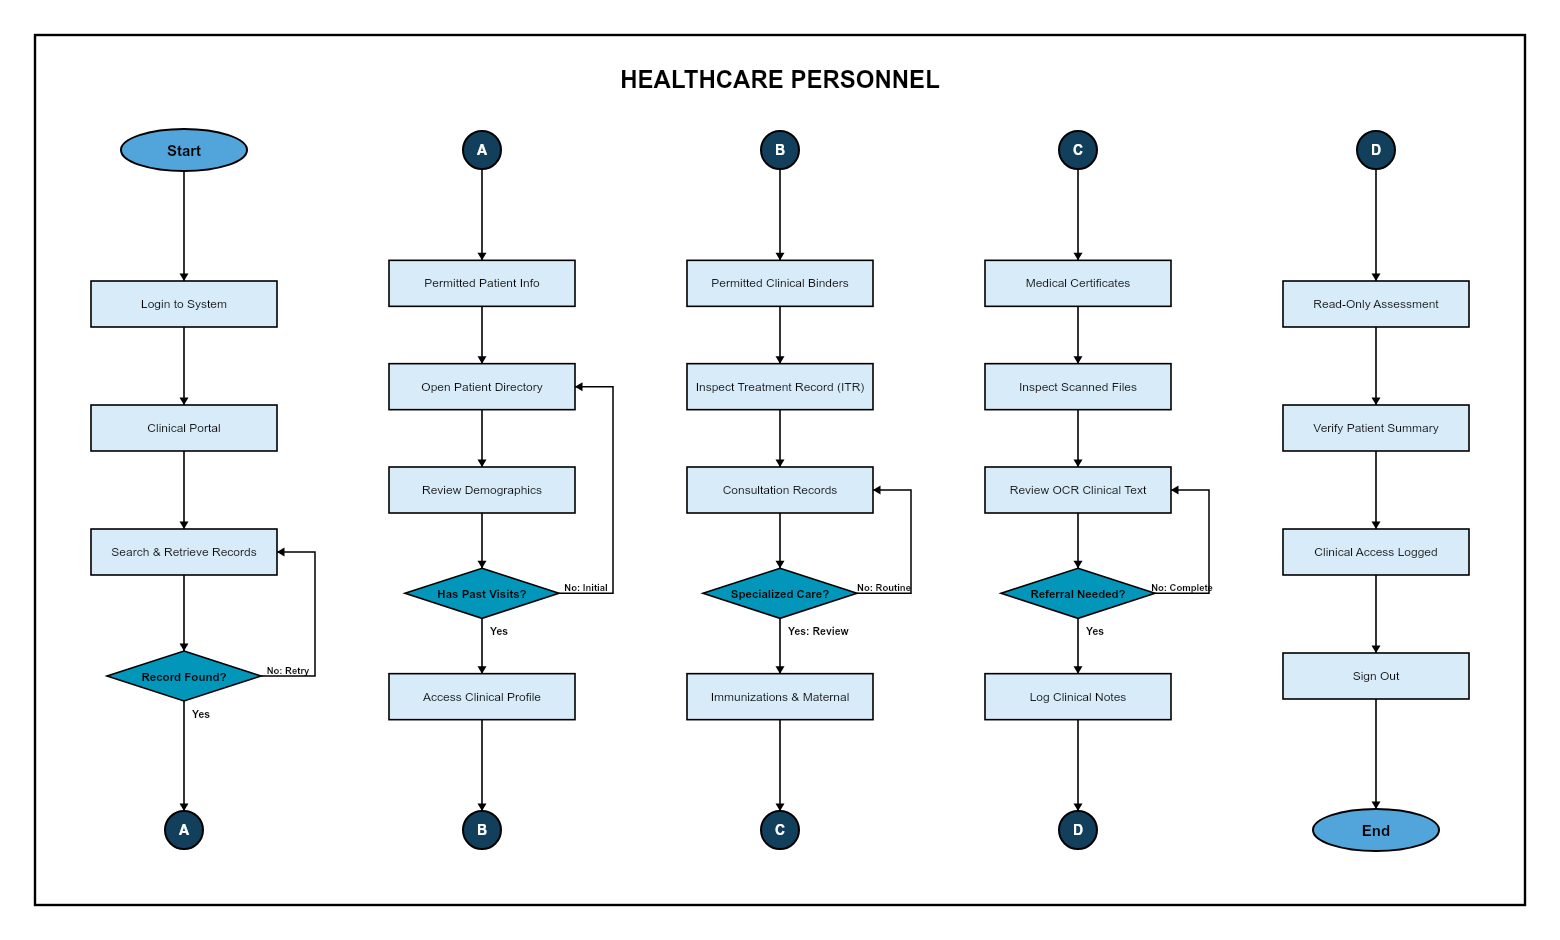 HEALTHCARE PERSONNEL
Start
Login to System
Clinical Portal
Search & Retrieve Records
Record Found?
No: Retry
Yes
A
A
Permitted Patient Info
Open Patient Directory
Review Demographics
Has Past Visits?
No: Initial
Yes
Access Clinical Profile
B
B
Permitted Clinical Binders
Inspect Treatment Record (ITR)
Consultation Records
Specialized Care?
No: Routine
Yes: Review
Immunizations & Maternal
C
C
Medical Certificates
Inspect Scanned Files
Review OCR Clinical Text
Referral Needed?
No: Complete
Yes
Log Clinical Notes
D
D
Read-Only Assessment
Verify Patient Summary
Clinical Access Logged
Sign Out
End